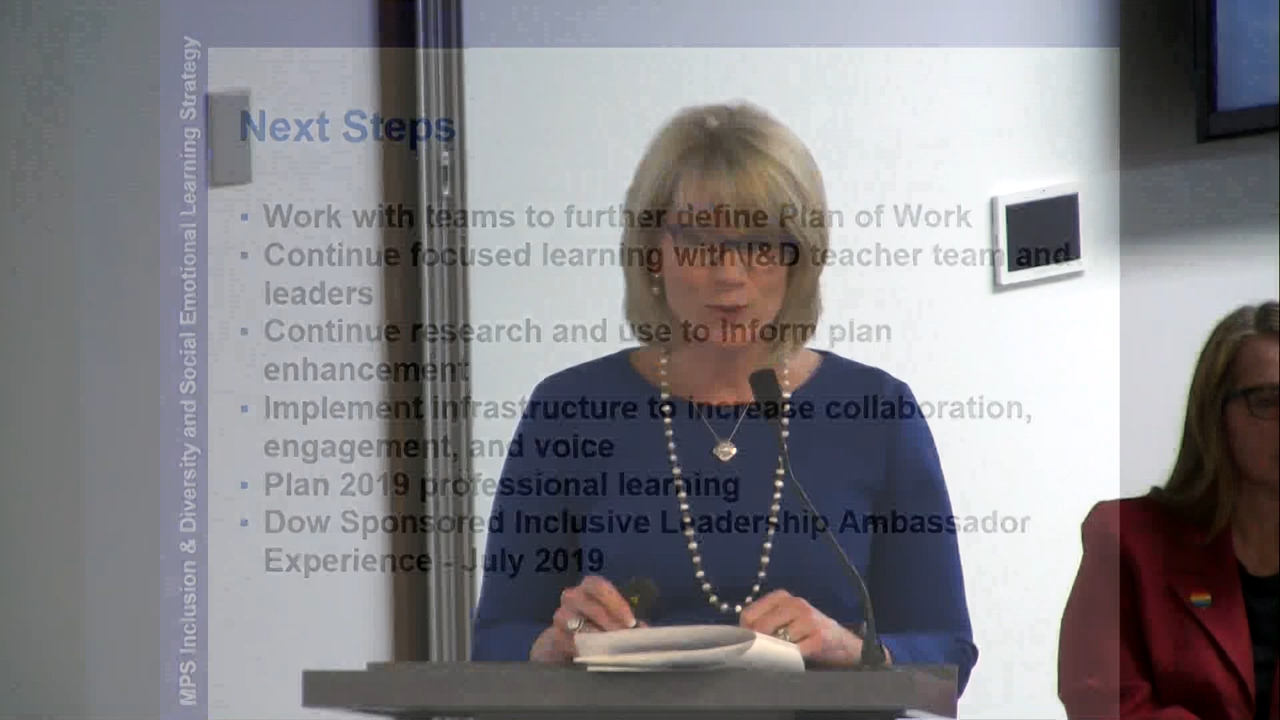 MPS Inclusion & Diversity and Social Emotional Learning Strategy
Next Steps
▪ Work with teams to further define Plan of Work
▪ Continue focused learning with I&D teacher team and
leaders
▪ Continue research and use to inform plan
enhancement
▪ Implement infrastructure to increase collaboration,
engagement, and voice
▪ Plan 2019 professional learning
▪ Dow Sponsored Inclusive Leadership Ambassador
Experience - July 2019